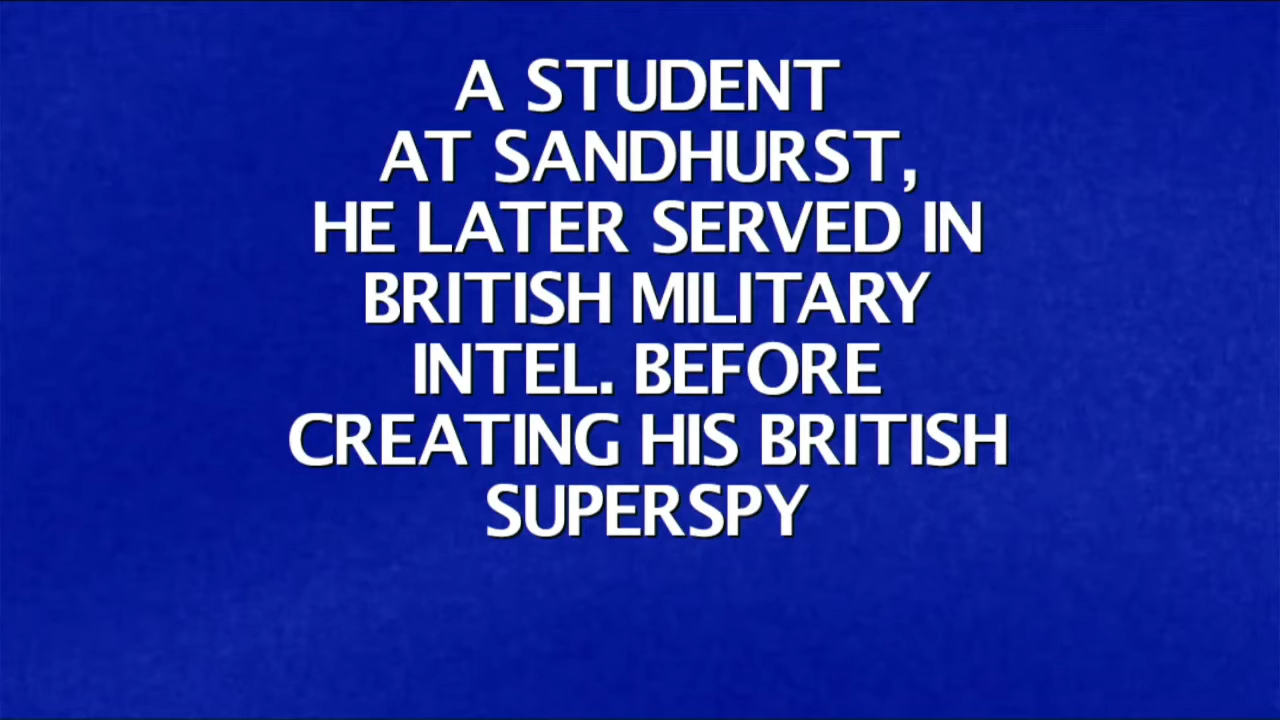 A STUDENT
AT SANDHURST,
HE LATER SERVED IN
BRITISH MILITARY
INTEL. BEFORE
CREATING HIS BRITISH
SUPERSPY